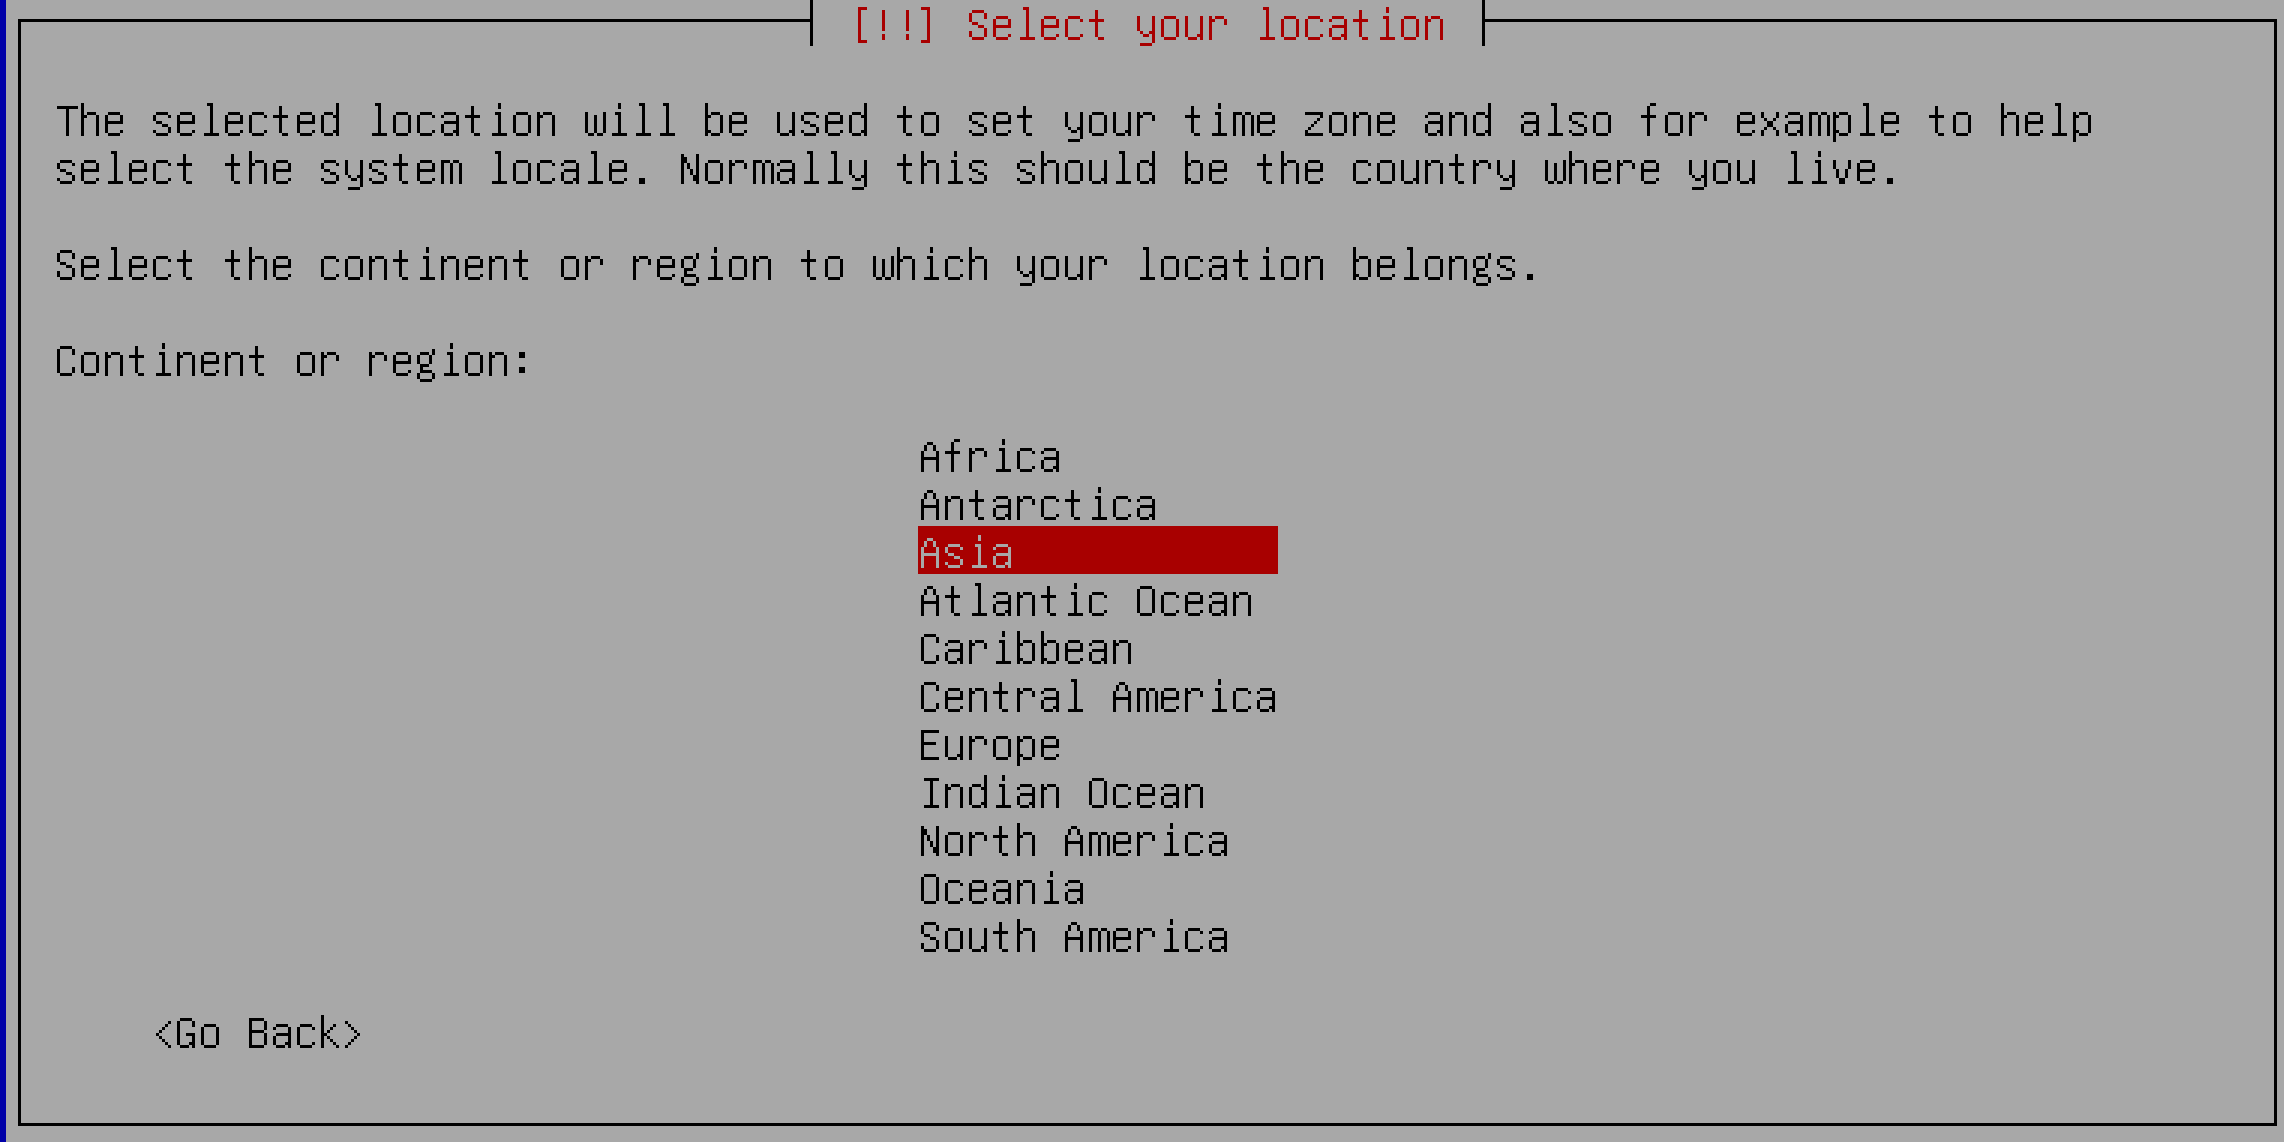 [!!] Select your location
The selected location will be used to set your time zone and also for example to help
select the system locale. Normally this should be the country where you live.
Select the continent or region to which your location belongs.
Continent or region:
Africa
Antarctica
Asia
Atlantic Ocean
Caribbean
Central America
Europe
Indian Ocean
North America
Oceania
South America
<Go Back>